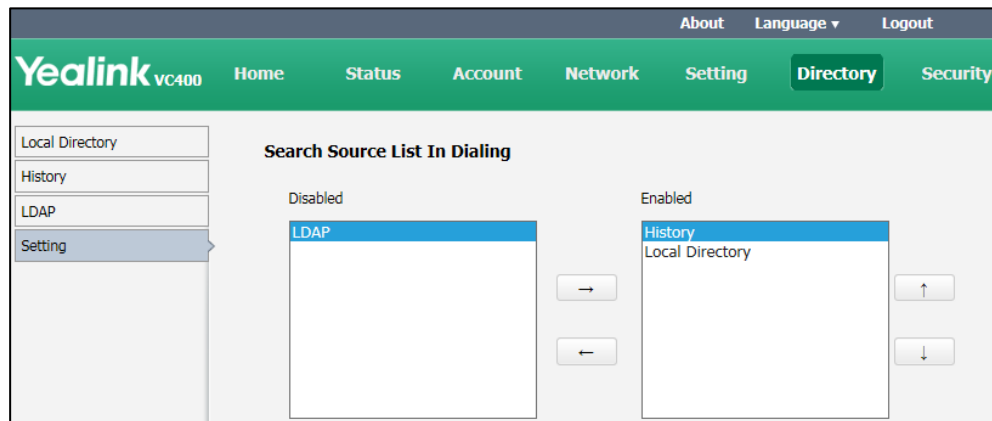 About Language ▾ Logout
Yealink VC400 Home Status Account Network Setting Directory Security
Local Directory
History
LDAP
Setting
Search Source List In Dialing
Disabled Enabled
LDAP History
Local Directory
→ ↑
← ↓